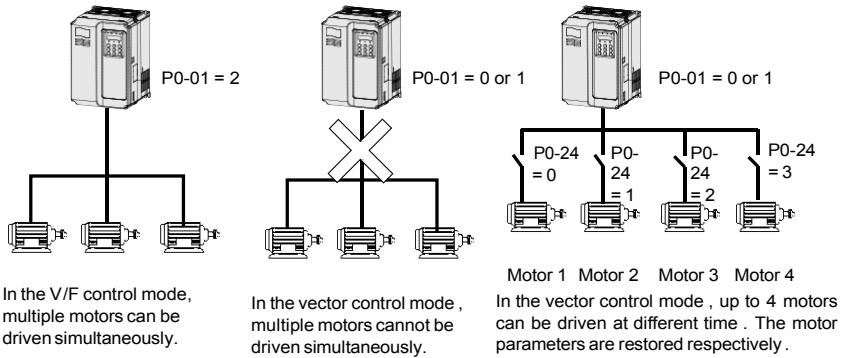 P0-01 = 2
P0-01 = 0 or 1
P0-01 = 0 or 1
P0-24
= 0
P0-
24
= 1
P0-
24
= 2
P0-24
= 3
Motor 1
Motor 2
Motor 3
Motor 4
In the V/F control mode,
multiple motors can be
driven simultaneously.
In the vector control mode ,
multiple motors cannot be
driven simultaneously.
In the vector control mode , up to 4 motors
can be driven at different time . The motor
parameters are restored respectively .